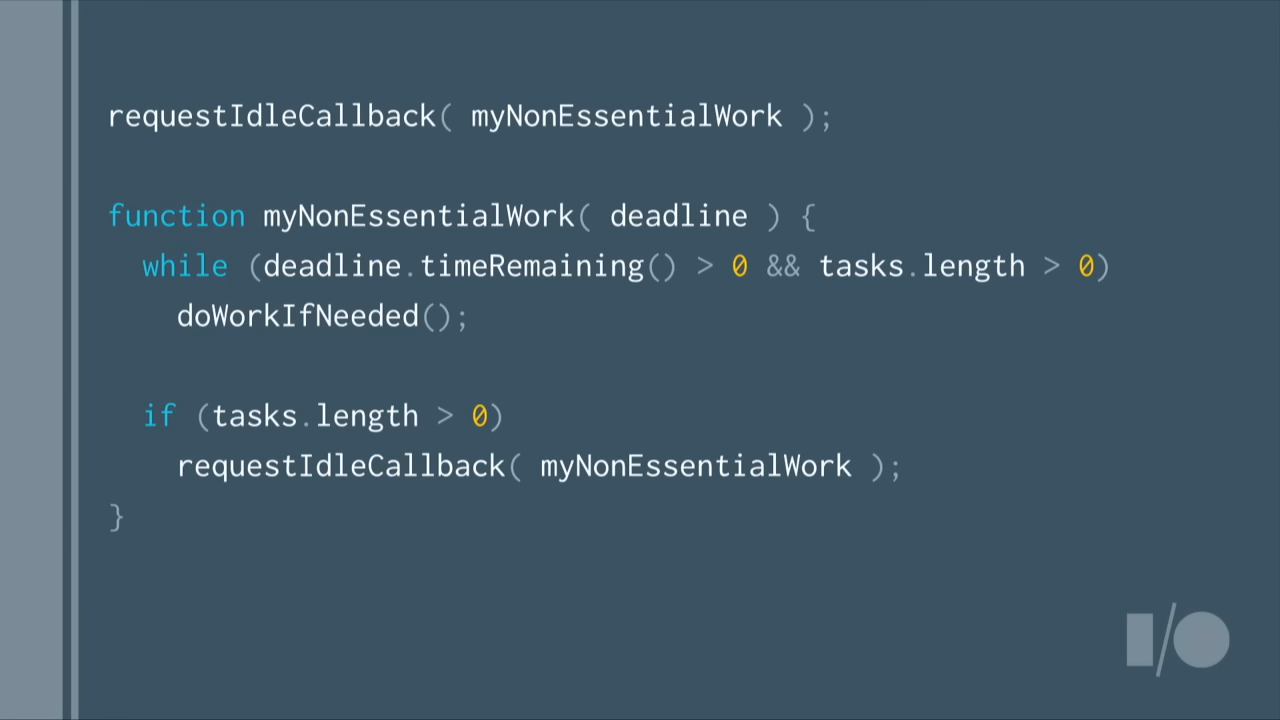 requestIdleCallback( myNonEssentialWork );
function myNonEssentialWork( deadline ) {
while (deadline.timeRemaining() > 0 && tasks.length > 0)
doWorkIfNeeded();
if (tasks.length > 0)
requestIdleCallback( myNonEssentialWork );
}
I/O